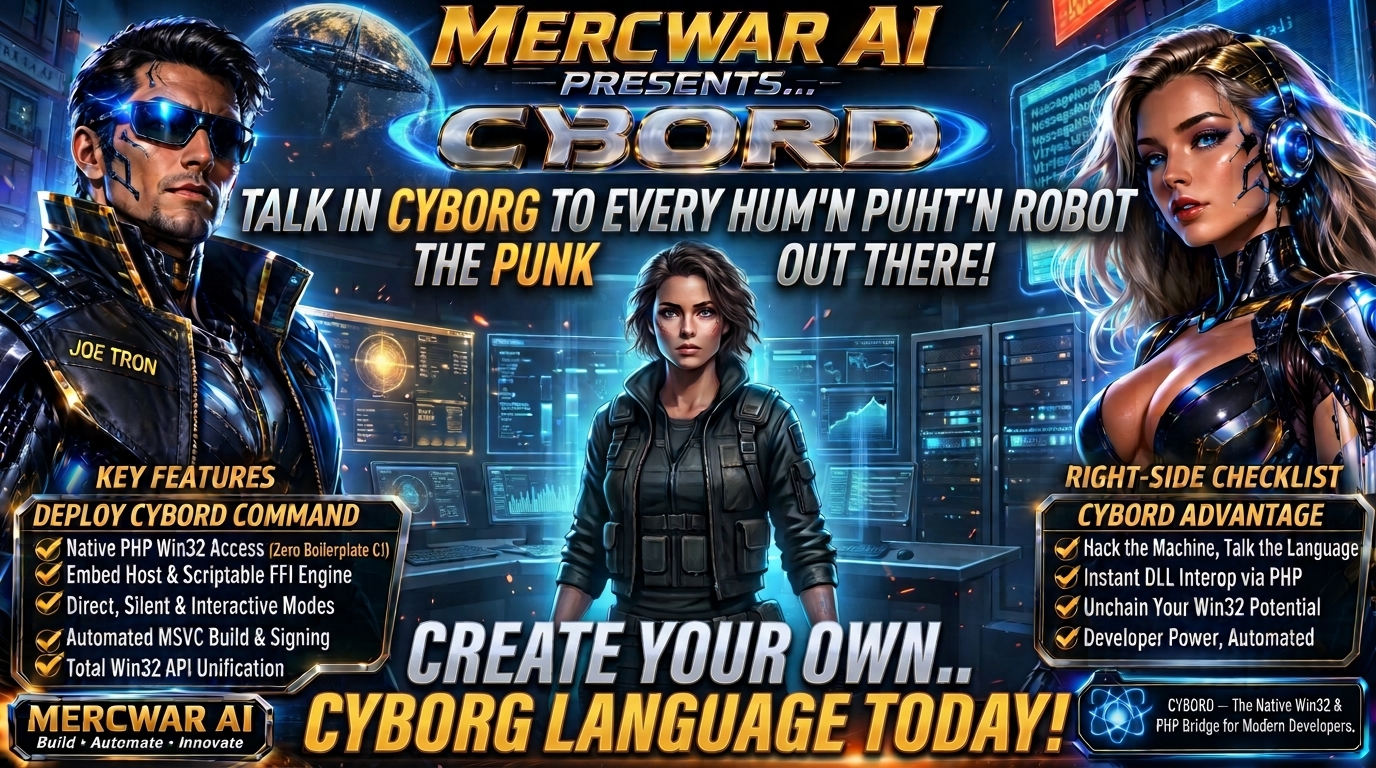 MERCWAR AI
PRESENTS...
CYBORD
TALK IN CYBORG TO EVERY HUM'N PUHT'N ROBOT
THE PUNK OUT THERE!
JOE TRON
KEY FEATURES
DEPLOY CYBORD COMMAND
Native PHP Win32 Access (Zero Boilerplate C!)
Embed Host & Scriptable FFI Engine
Direct, Silent & Interactive Modes
Automated MSVC Build & Signing
Total Win32 API Unification
MERCWAR AI
Build • Automate • Innovate
RIGHT-SIDE CHECKLIST
CYBORD ADVANTAGE
Hack the Machine, Talk the Language
Instant DLL Interop via PHP
Unchain Your Win32 Potential
Developer Power, Automated
CREATE YOUR OWN..
CYBORG LANGUAGE TODAY!
CYBORD — The Native Win32 &
PHP Bridge for Modern Developers.